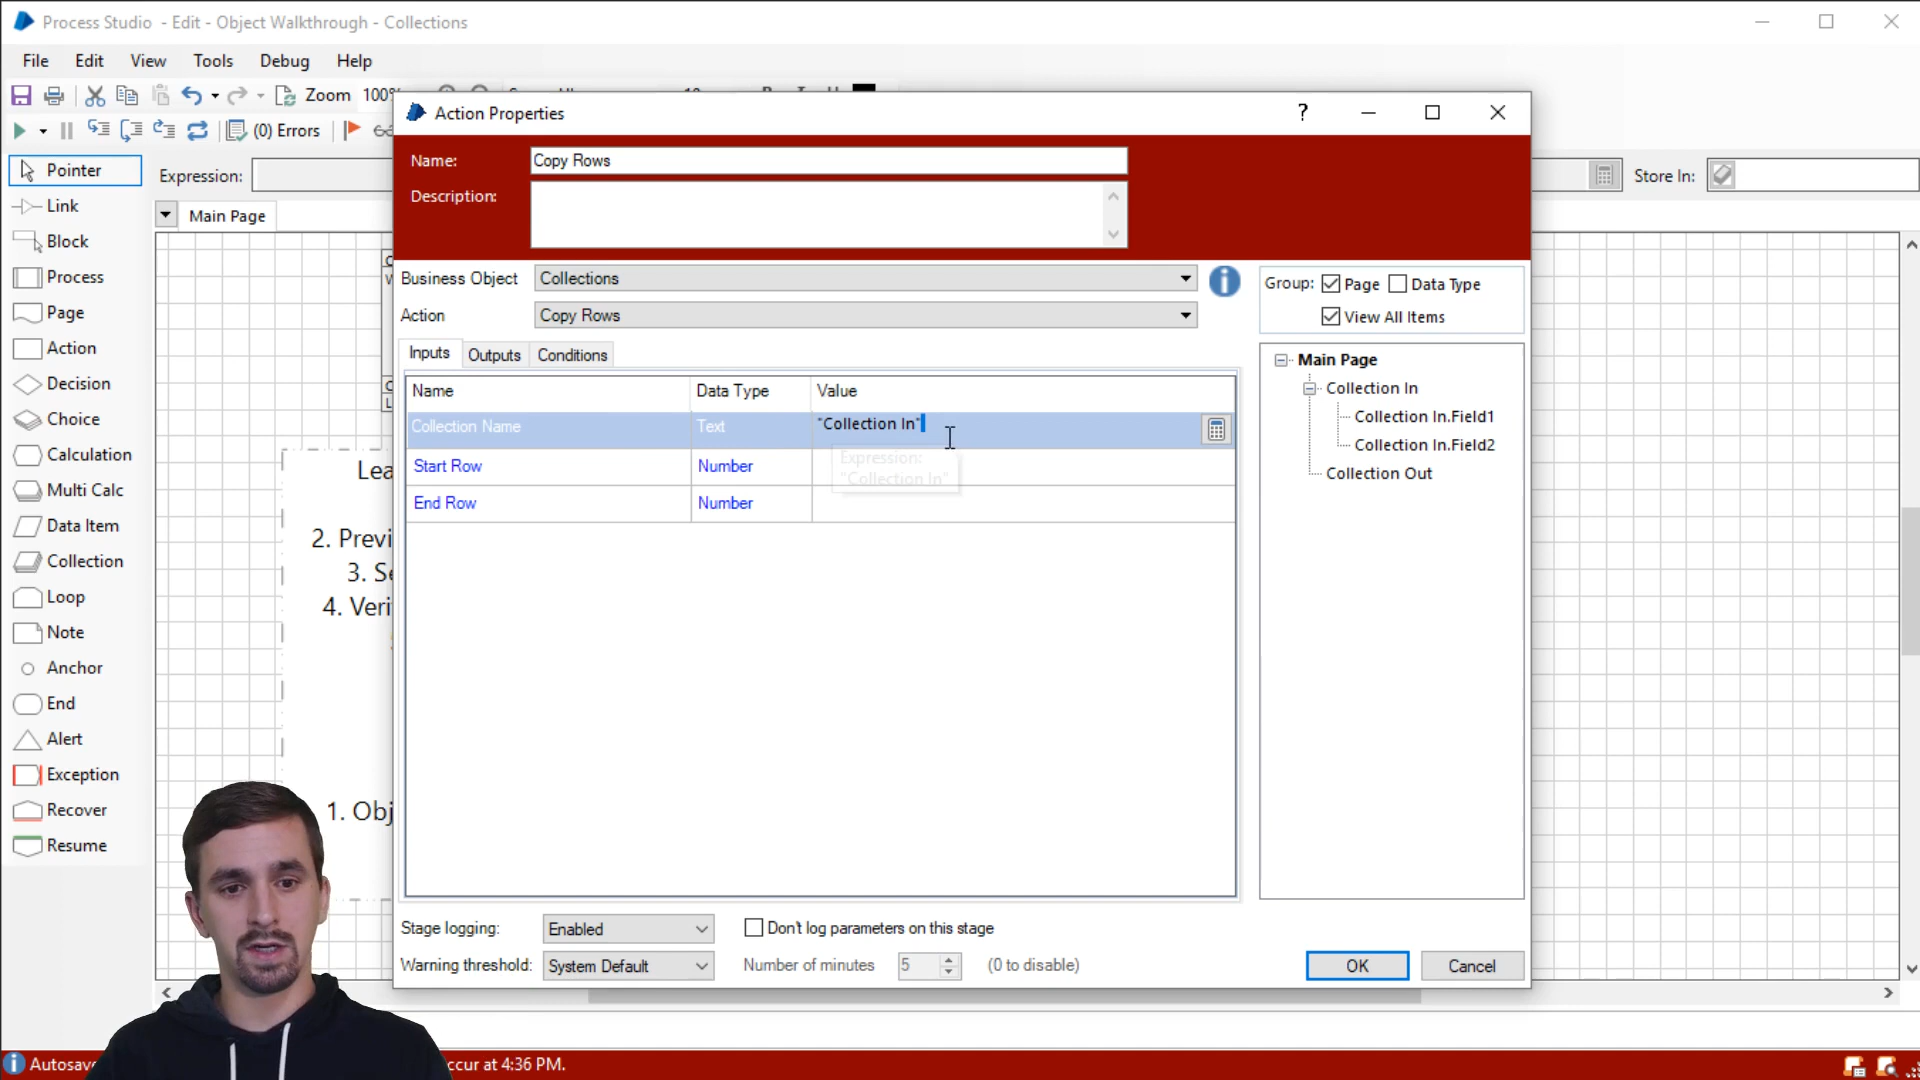 Process Studio - Edit - Object Walkthrough - Collections
File Edit View Tools Debug Help
Zoom 100%
(0) Errors
Expression:
Store In:
Main Page
Pointer
Link
Block
Process
Page
Action
Decision
Choice
Calculation
Multi Calc
Data Item
Collection
Loop
Note
Anchor
End
Alert
Exception
Recover
Resume
Lea
2. Previ
3. Se
4. Veri
1. Obj
Action Properties
?
Name: Copy Rows
Description:
Business Object Collections
Action Copy Rows
Inputs Outputs Conditions
Name Data Type Value
Collection Name Text "Collection In"
Start Row Number
End Row Number
Expression:
"Collection In"
Group: Page Data Type
View All Items
Main Page
Collection In
Collection In.Field1
Collection In.Field2
Collection Out
Stage logging: Enabled
Don't log parameters on this stage
Warning threshold: System Default
Number of minutes 5 (0 to disable)
OK Cancel
Autosave
ccur at 4:36 PM.